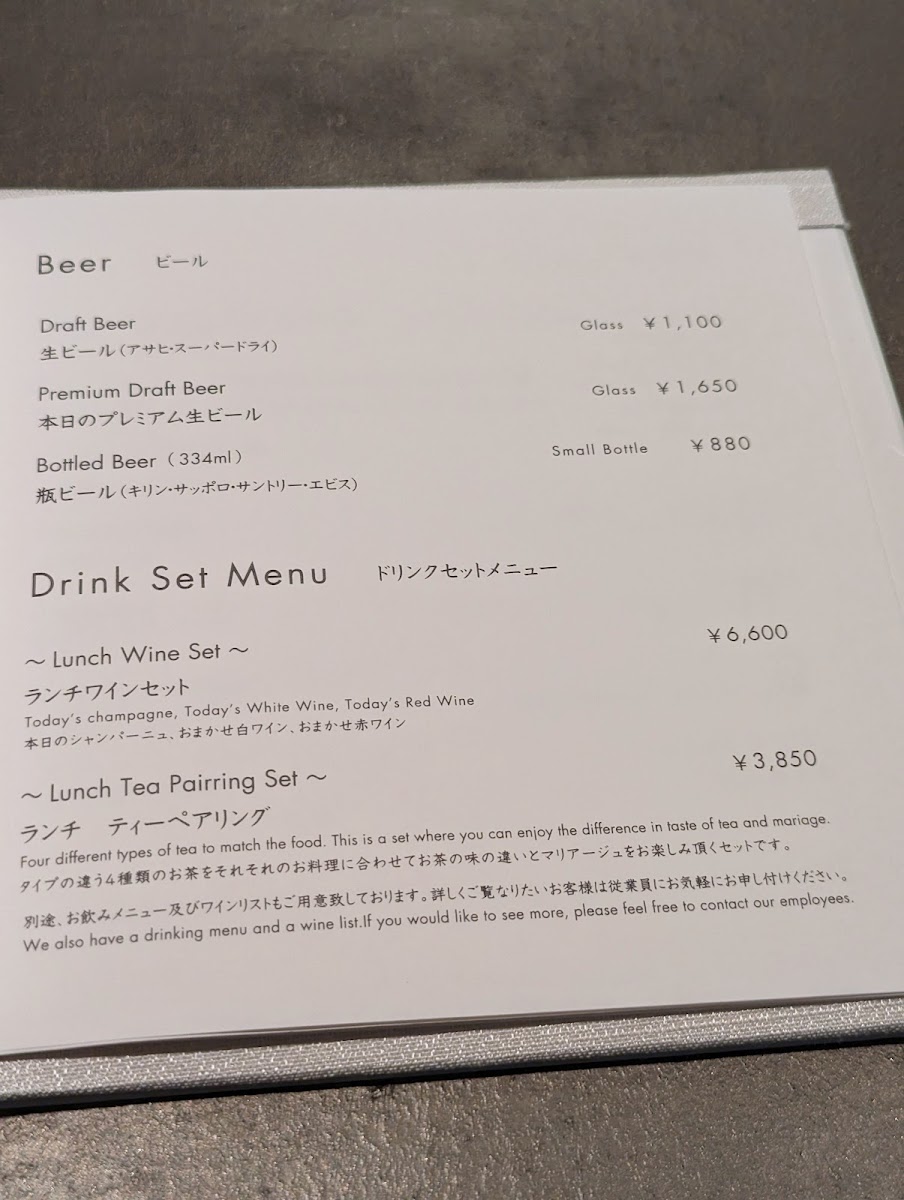 Beer ビール
Draft Beer Glass ¥1,100
生ビール(アサヒ・スーパードライ)
Premium Draft Beer Glass ¥1,650
本日のプレミアム生ビール
Bottled Beer (334ml) Small Bottle ¥880
瓶ビール(キリン・サッポロ・サントリー・エビス)
Drink Set Menu ドリンクセットメニュー
～ Lunch Wine Set ～ ¥6,600
ランチワインセット
Today's champagne, Today's White Wine, Today's Red Wine
本日のシャンパーニュ、おまかせ白ワイン、おまかせ赤ワイン
～ Lunch Tea Pairring Set ～ ¥3,850
ランチ ティーペアリング
Four different types of tea to match the food. This is a set where you can enjoy the difference in taste of tea and mariage.
タイプの違う4種類のお茶をそれぞれのお料理に合わせてお茶の味の違いとマリアージュをお楽しみ頂くセットです。
別途、お飲みメニュー及びワインリストもご用意致しております。詳しくご覧なりたいお客様は従業員にお気軽にお申し付けください。
We also have a drinking menu and a wine list.If you would like to see more, please feel free to contact our employees.